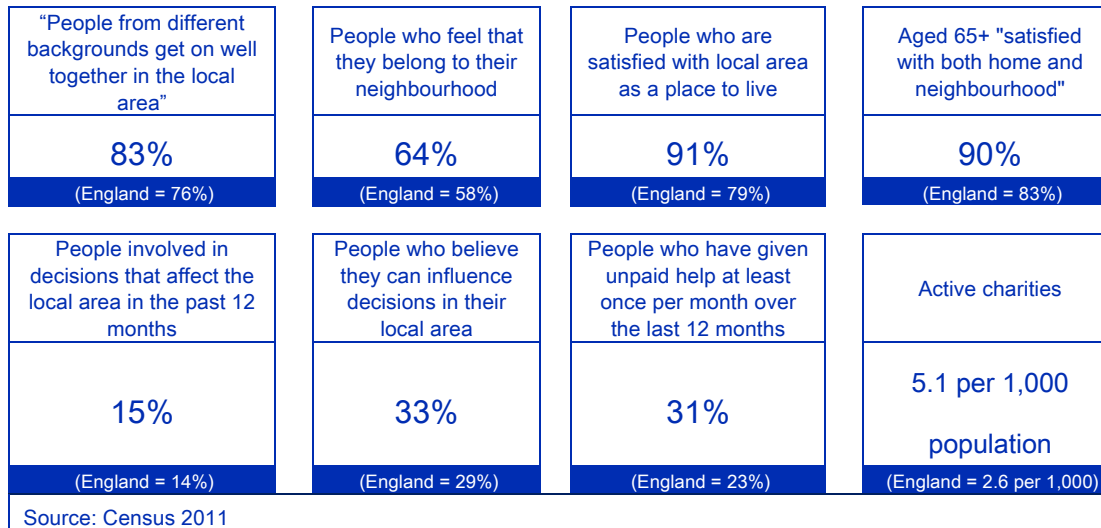 “People from different
backgrounds get on well
together in the local
area”
83%
(England = 76%)
People who feel that
they belong to their
neighbourhood
64%
(England = 58%)
People who are
satisfied with local area
as a place to live
91%
(England = 79%)
Aged 65+ "satisfied
with both home and
neighbourhood"
90%
(England = 83%)
People involved in
decisions that affect the
local area in the past 12
months
15%
(England = 14%)
People who believe
they can influence
decisions in their
local area
33%
(England = 29%)
People who have given
unpaid help at least
once per month over
the last 12 months
31%
(England = 23%)
Active charities
5.1 per 1,000
population
(England = 2.6 per 1,000)
Source: Census 2011